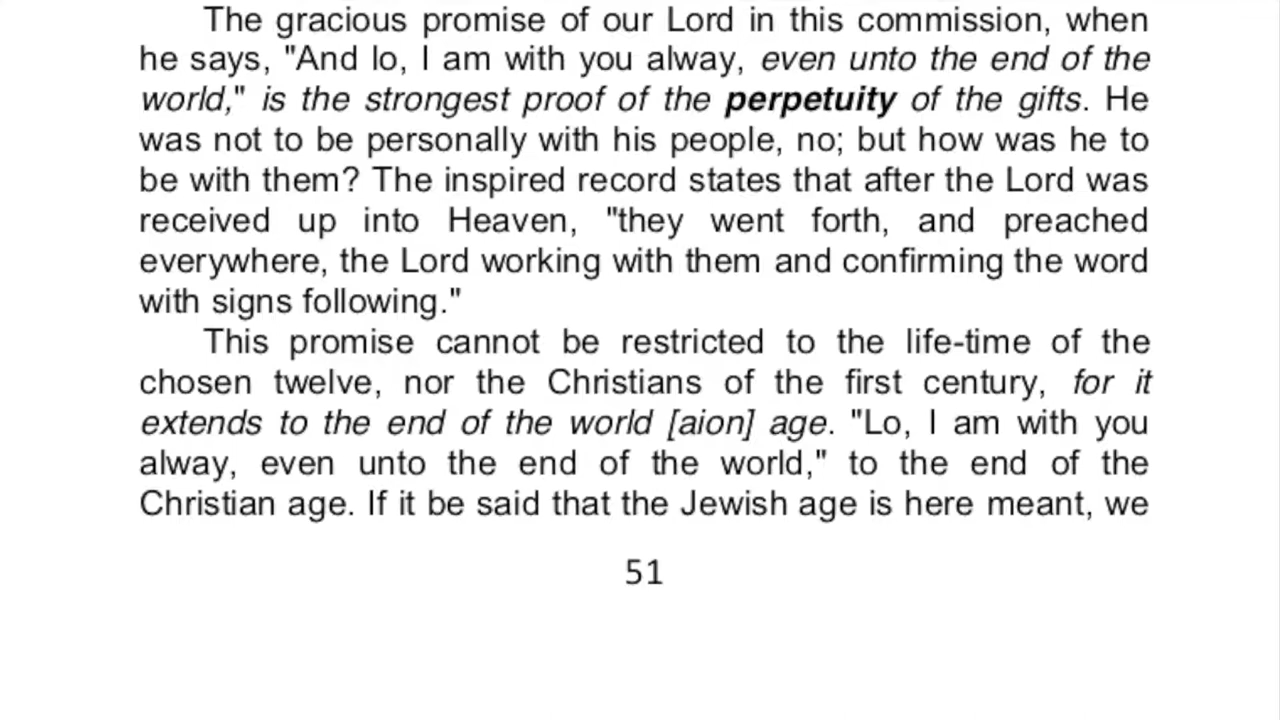 The gracious promise of our Lord in this commission, when
he says, "And lo, I am with you alway, even unto the end of the
world," is the strongest proof of the perpetuity of the gifts. He
was not to be personally with his people, no; but how was he to
be with them? The inspired record states that after the Lord was
received up into Heaven, "they went forth, and preached
everywhere, the Lord working with them and confirming the word
with signs following."
This promise cannot be restricted to the life-time of the
chosen twelve, nor the Christians of the first century, for it
extends to the end of the world [aion] age. "Lo, I am with you
alway, even unto the end of the world," to the end of the
Christian age. If it be said that the Jewish age is here meant, we
51